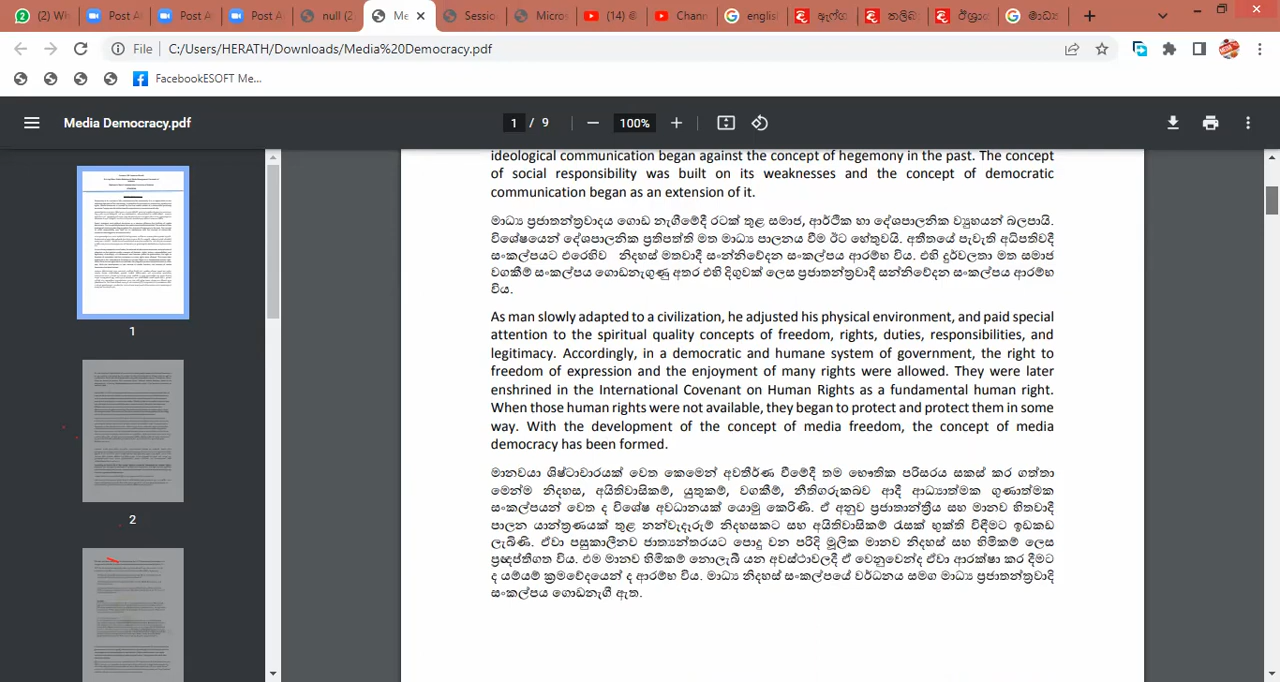 (2) W
Post A
Post A
Post A
null (2
Me
Sessio
Micros
(14)
Chann
englis
ඇෆ්ග
තලිබ
ඊශ්‍රා
මාධ්‍ය
File
C:/Users/HERATH/Downloads/Media%20Democracy.pdf
FacebookESOFT Me...
Media Democracy.pdf
1 / 9
100%
ideological communication began against the concept of hegemony in the past. The concept
of social responsibility was built on its weaknesses and the concept of democratic
communication began as an extension of it.
මාධ්‍ය ප්‍රජාතන්ත්‍රවාදය ගොඩ නැගීමේදී රටක් තුළ සමාජ ආර්ථික හා දේශපාලනික ව්‍යුහයන් බලපායි.
විශේෂයෙන් දේශපාලනික ප්‍රතිපත්ති මත මාධ්‍ය පාලනයවීම ඊට හේතුවයි. අතීතයේ පැවැති අධිපතිවාදී
සංකල්පයට එරෙහිව නිදහස් මතවාදී සංන්නිවේදන සංකල්පය ආරම්භ විය. එහි දුර්වලතා මත සමාජ
වගකීම් සංකල්පය ගොඩනැගුණු අතර එහි දිගුවක් ලෙස ප්‍රජාතාන්ත්‍රවාදී සන්නිවේදන සංකල්පය ආරම්භ
විය.
As man slowly adapted to a civilization, he adjusted his physical environment, and paid special
attention to the spiritual quality concepts of freedom, rights, duties, responsibilities, and
legitimacy. Accordingly, in a democratic and humane system of government, the right to
freedom of expression and the enjoyment of many rights were allowed. They were later
enshrined in the International Covenant on Human Rights as a fundamental human right.
When those human rights were not available, they began to protect and protect them in some
way. With the development of the concept of media freedom, the concept of media
democracy has been formed.
මානවයා ශිෂ්ටාචාරයක් වෙත කෙමෙන් අවතීර්ණ වීමේදී තම භෞතික පරිසරය සකස් කර ගත්තා
මෙන්ම නිදහස, අයිතිවාසිකම්, යුතුකම්, වගකීම්, නීතිගරුකබව ආදී ආධ්‍යාත්මක ගුණාත්මක
සංකල්පයන් වෙත ද විශේෂ අවධානයක් යොමු කෙරිණි. ඒ අනුව ප්‍රජාතාන්ත්‍රීය සහ මානව හිතවාදී
පාලන යාන්ත්‍රණයක් තුළ නන්වැදෑරුම් නිදහසකට සහ අයිතිවාසිකම් රැසක් භුක්ති විඳීමට ඉඩකඩ
ලැබිණි. ඒවා පසුකාලීනව ජාත්‍යන්තරයට පොදු වන පරිදි මූලික මානව නිදහස් සහ හිමිකම් ලෙස
ප්‍රඥප්තිගත විය. එම මානව හිමිකම් නොලැබී යන අවස්ථාවලදී ඒ වෙනුවෙන්ද ඒවා ආරක්ෂා කර දීමට
ද යම්යම් ක්‍රමවේදයෙන් ද ආරම්භ විය. මාධ්‍ය නිදහස් සංකල්පයේ වර්ධනය සමග මාධ්‍ය ප්‍රජාතන්ත්‍රවාදී
සංකල්පය ගොඩනැගී ඇත.
1
2